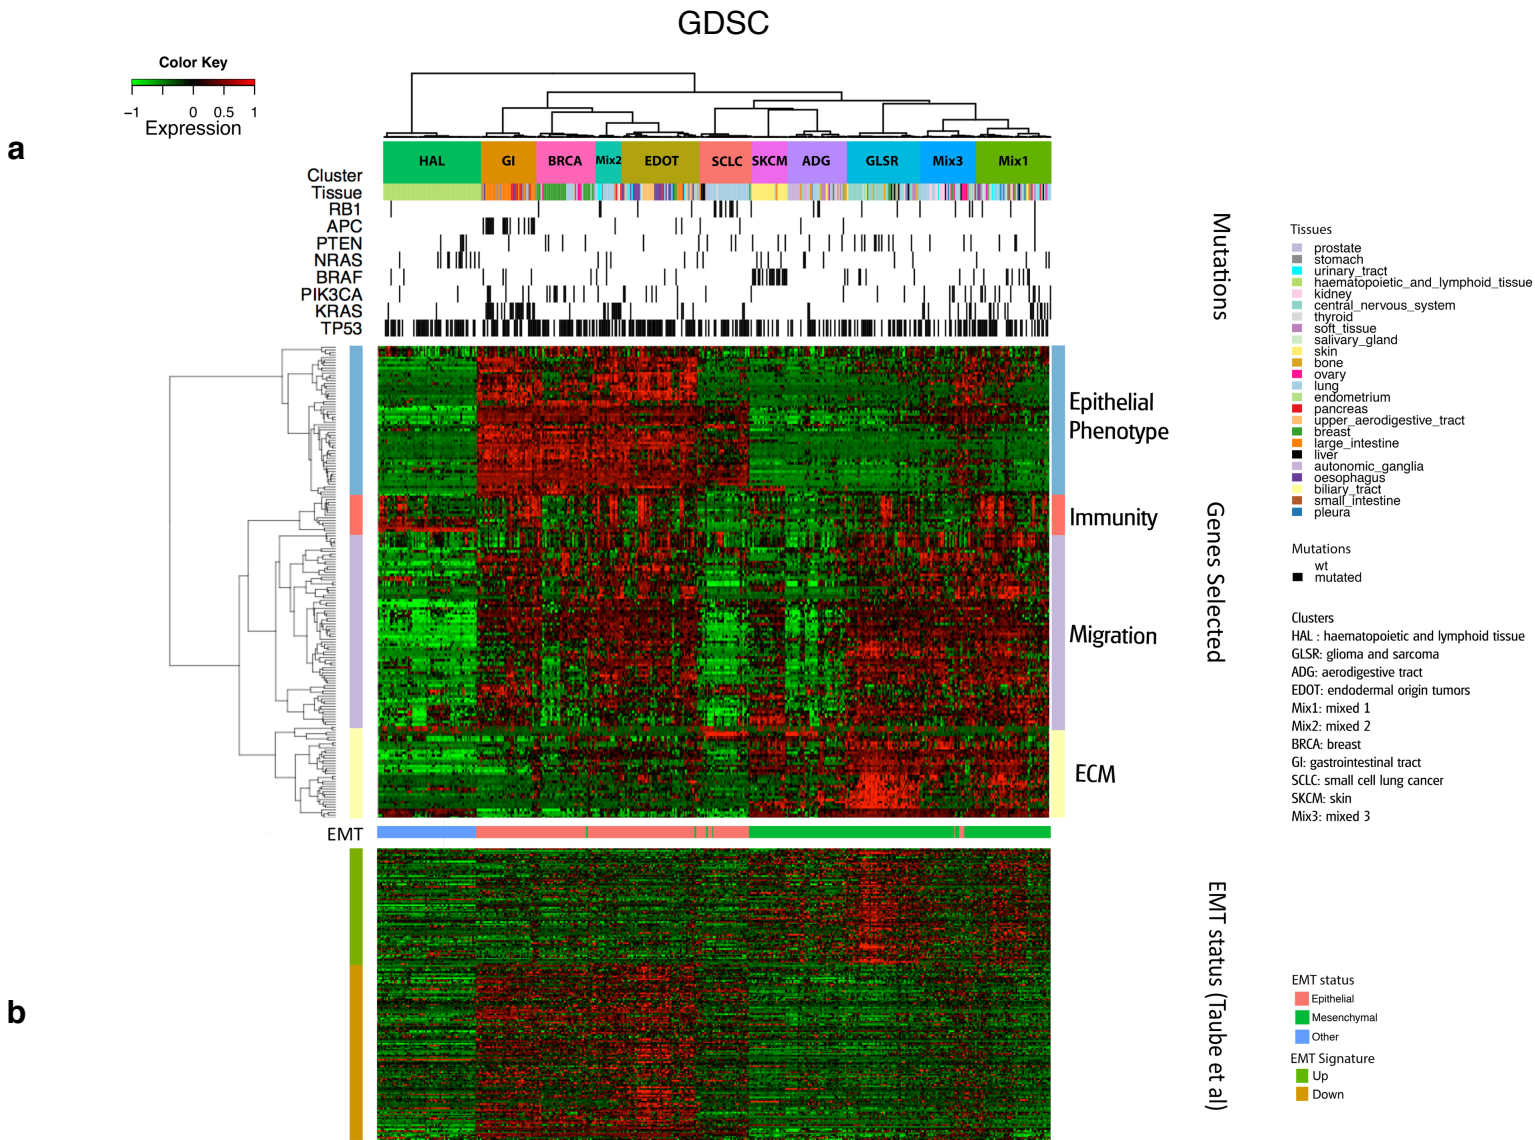 GDSC
Color Key
−1 0 0.5 1
Expression
a
HAL GI BRCA Mix2 EDOT SCLC SKCM ADG GLSR Mix3 Mix1
Cluster
Tissue
RB1
APC
PTEN
NRAS
BRAF
PIK3CA
KRAS
TP53
Mutations
Epithelial
Phenotype
Immunity
Migration
ECM
Genes Selected
EMT
b
EMT status (Taube et al)
Tissues
prostate
stomach
urinary_tract
haematopoietic_and_lymphoid_tissue
kidney
central_nervous_system
thyroid
soft_tissue
salivary_gland
skin
bone
ovary
lung
endometrium
pancreas
upper_aerodigestive_tract
breast
large_intestine
liver
autonomic_ganglia
oesophagus
biliary_tract
small_intestine
pleura
Mutations
wt
mutated
Clusters
HAL : haematopoietic and lymphoid tissue
GLSR: glioma and sarcoma
ADG: aerodigestive tract
EDOT: endodermal origin tumors
Mix1: mixed 1
Mix2: mixed 2
BRCA: breast
GI: gastrointestinal tract
SCLC: small cell lung cancer
SKCM: skin
Mix3: mixed 3
EMT status
Epithelial
Mesenchymal
Other
EMT Signature
Up
Down